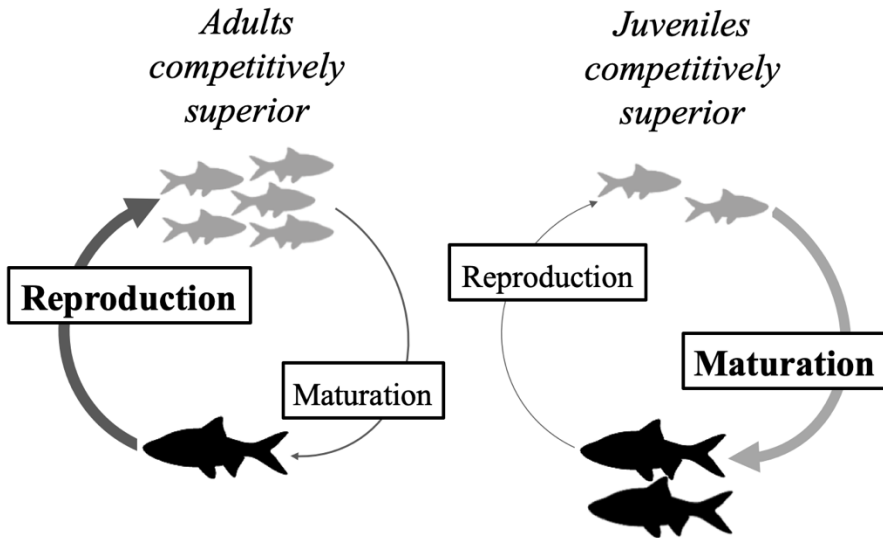 Adults
competitively
superior
Reproduction
Maturation
Juveniles
competitively
superior
Reproduction
Maturation